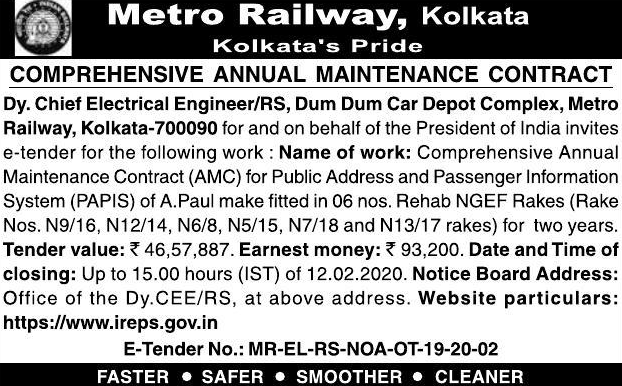 Metro Railway, Kolkata
Kolkata's Pride
COMPREHENSIVE ANNUAL MAINTENANCE CONTRACT
Dy. Chief Electrical Engineer/RS, Dum Dum Car Depot Complex, Metro
Railway, Kolkata-700090 for and on behalf of the President of India invites
e-tender for the following work : Name of work: Comprehensive Annual
Maintenance Contract (AMC) for Public Address and Passenger Information
System (PAPIS) of A.Paul make fitted in 06 nos. Rehab NGEF Rakes (Rake
Nos. N9/16, N12/14, N6/8, N5/15, N7/18 and N13/17 rakes) for two years.
Tender value: ₹ 46,57,887. Earnest money: ₹ 93,200. Date and Time of
closing: Up to 15.00 hours (IST) of 12.02.2020. Notice Board Address:
Office of the Dy.CEE/RS, at above address. Website particulars:
https://www.ireps.gov.in
E-Tender No.: MR-EL-RS-NOA-OT-19-20-02
FASTER ● SAFER ● SMOOTHER ● CLEANER